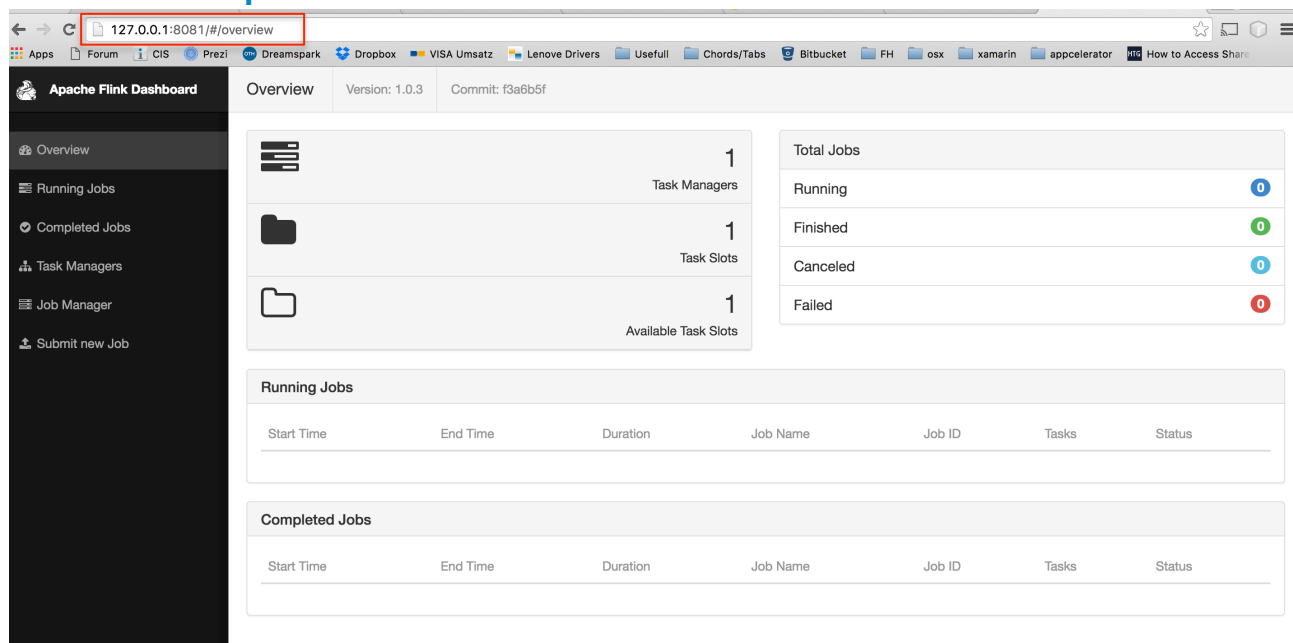 127.0.0.1:8081/#/overview
Apps Forum CIS Prezi Dreamspark Dropbox VISA Umsatz Lenove Drivers Usefull Chords/Tabs Bitbucket FH osx xamarin appcelerator HTG How to Access Share
Apache Flink Dashboard
Overview Version: 1.0.3 Commit: f3a6b5f
Overview
Running Jobs
Completed Jobs
Task Managers
Job Manager
Submit new Job
1
Task Managers
1
Task Slots
1
Available Task Slots
Total Jobs
Running 0
Finished 0
Canceled 0
Failed 0
Running Jobs
Start Time End Time Duration Job Name Job ID Tasks Status
Completed Jobs
Start Time End Time Duration Job Name Job ID Tasks Status